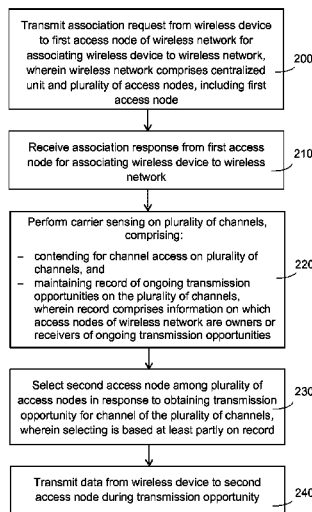 Transmit association request from wireless device
to first access node of wireless network for
associating wireless device to wireless network,
wherein wireless network comprises centralized
unit and plurality of access nodes, including first
access node
200
Receive association response from first access
node for associating wireless device to wireless
network
210
Perform carrier sensing on plurality of channels,
comprising:
– contending for channel access on plurality of
channels, and
– maintaining record of ongoing transmission
opportunities on the plurality of channels,
wherein record comprises information on which
access nodes of wireless network are owners or
receivers of ongoing transmission opportunities
220
Select second access node among plurality of
access nodes in response to obtaining transmission
opportunity for channel of the plurality of channels,
wherein selecting is based at least partly on record
230
Transmit data from wireless device to second
access node during transmission opportunity
240